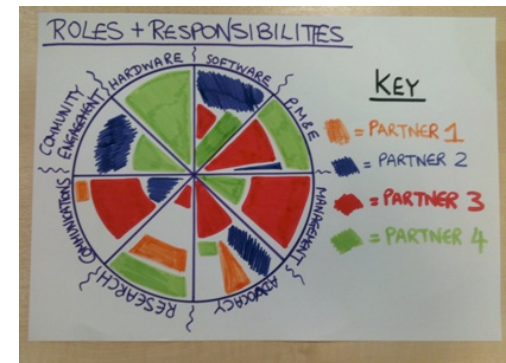 ROLES + RESPONSIBILITIES
HARDWARE
SOFTWARE
P,M&E
MANAGEMENT
ADVOCACY
RESEARCH
COMMUNICATIONS
COMMUNITY
ENGAGEMENT
KEY
= PARTNER 1
= PARTNER 2
= PARTNER 3
= PARTNER 4